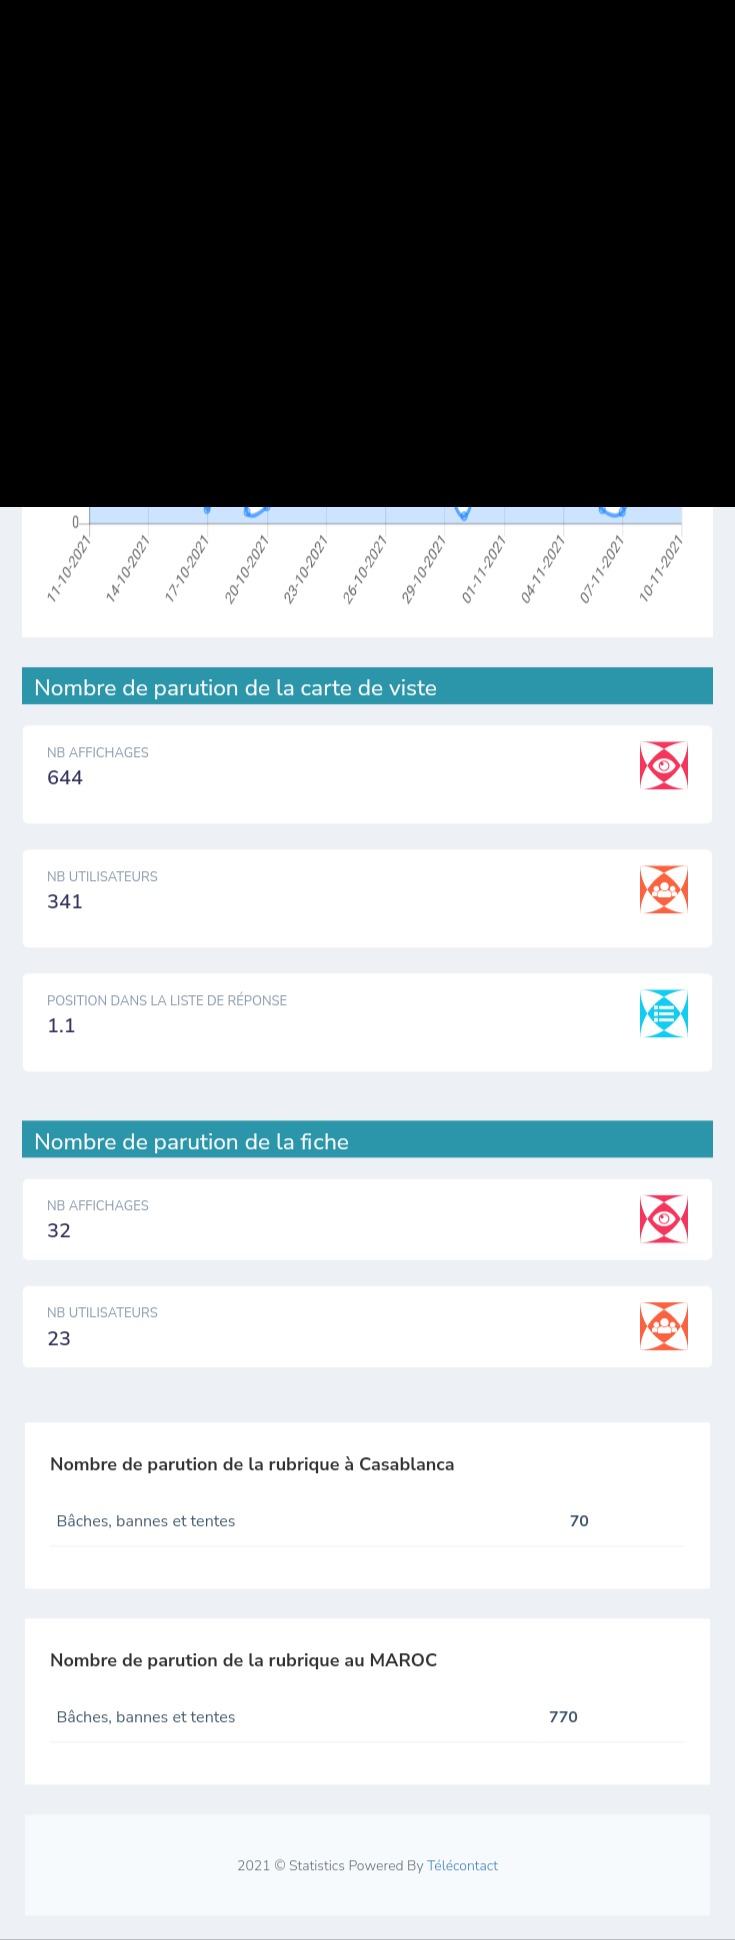 0
11-10-2021
14-10-2021
17-10-2021
20-10-2021
23-10-2021
26-10-2021
29-10-2021
01-11-2021
04-11-2021
07-11-2021
10-11-2021
Nombre de parution de la carte de viste
NB AFFICHAGES
644
NB UTILISATEURS
341
POSITION DANS LA LISTE DE RÉPONSE
1.1
Nombre de parution de la fiche
NB AFFICHAGES
32
NB UTILISATEURS
23
Nombre de parution de la rubrique à Casablanca
Bâches, bannes et tentes 70
Nombre de parution de la rubrique au MAROC
Bâches, bannes et tentes 770
2021 © Statistics Powered By Télécontact